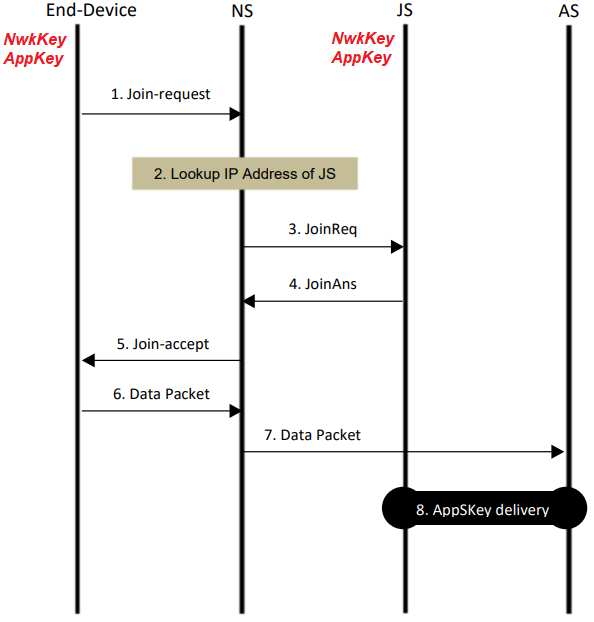 End-Device NS JS AS
NwkKey NwkKey
AppKey AppKey
1. Join-request
2. Lookup IP Address of JS
3. JoinReq
4. JoinAns
5. Join-accept
6. Data Packet
7. Data Packet
8. AppSKey delivery